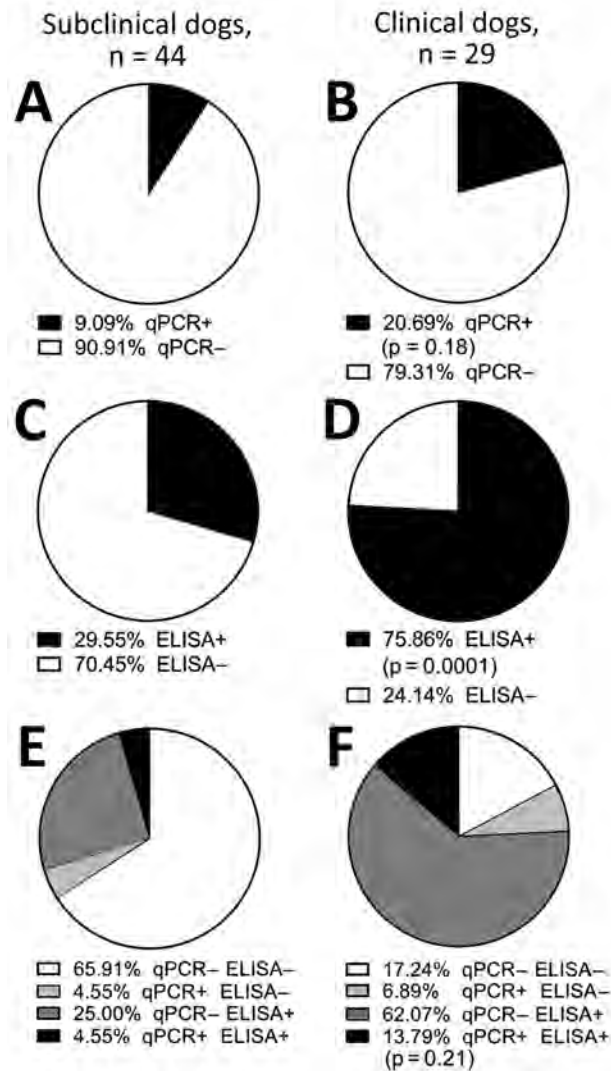 Subclinical dogs,
n = 44
Clinical dogs,
n = 29
A
B
9.09% qPCR+
90.91% qPCR−
20.69% qPCR+
(p = 0.18)
79.31% qPCR−
C
D
29.55% ELISA+
70.45% ELISA−
75.86% ELISA+
(p = 0.0001)
24.14% ELISA−
E
F
65.91% qPCR− ELISA−
4.55% qPCR+ ELISA−
25.00% qPCR− ELISA+
4.55% qPCR+ ELISA+
17.24% qPCR− ELISA−
6.89% qPCR+ ELISA−
62.07% qPCR− ELISA+
13.79% qPCR+ ELISA+
(p = 0.21)